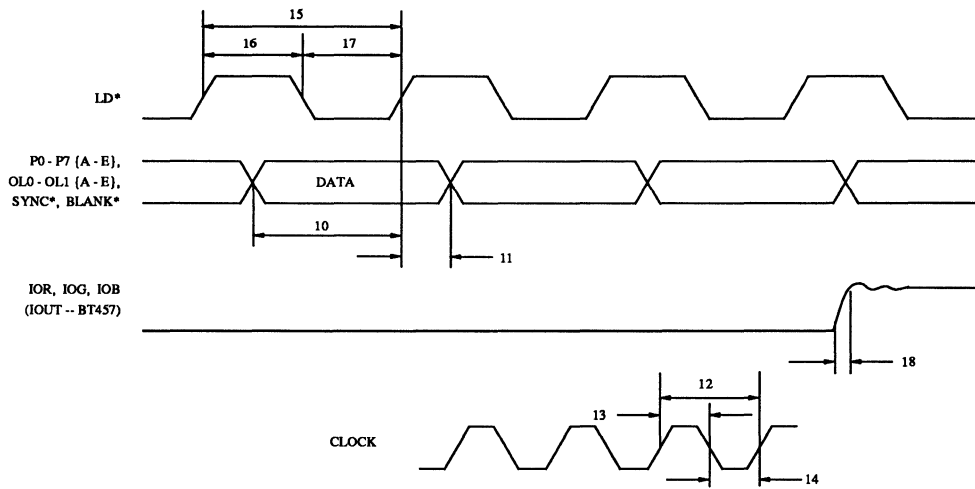 15
16
17
LD*
P0 - P7 {A - E},
OL0 - OL1 {A - E},
SYNC*, BLANK*
DATA
10
11
IOR, IOG, IOB
(IOUT -- BT457)
18
12
13
CLOCK
14